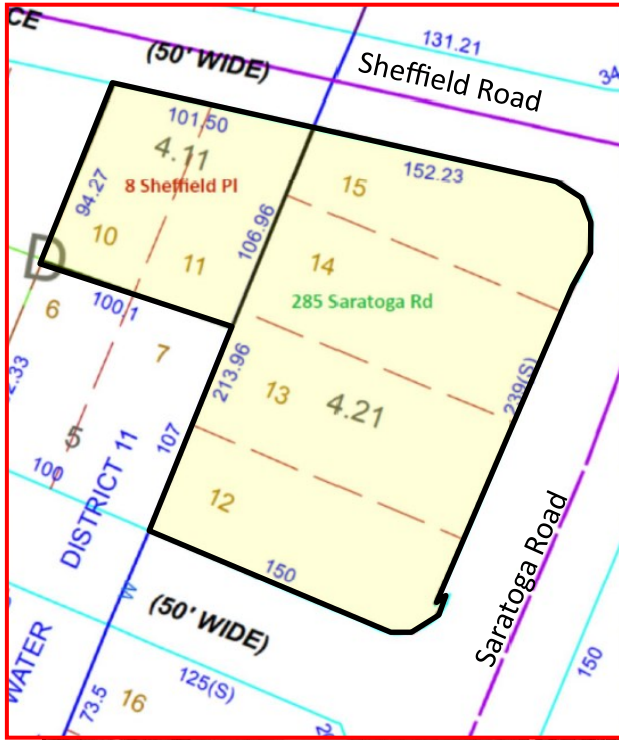 CE
(50' WIDE)
131.21
34
Sheffield Road
101.50
4.11
152.23
8 Sheffield Pl
15
94.27
10
11
106.96
14
D
285 Saratoga Rd
6
100.1
7
213.96
239(S)
13
4.21
2.33
5
107
100
DISTRICT 11
12
150
Saratoga Road
W
(50' WIDE)
WATER
125(S)
150
73.5
16